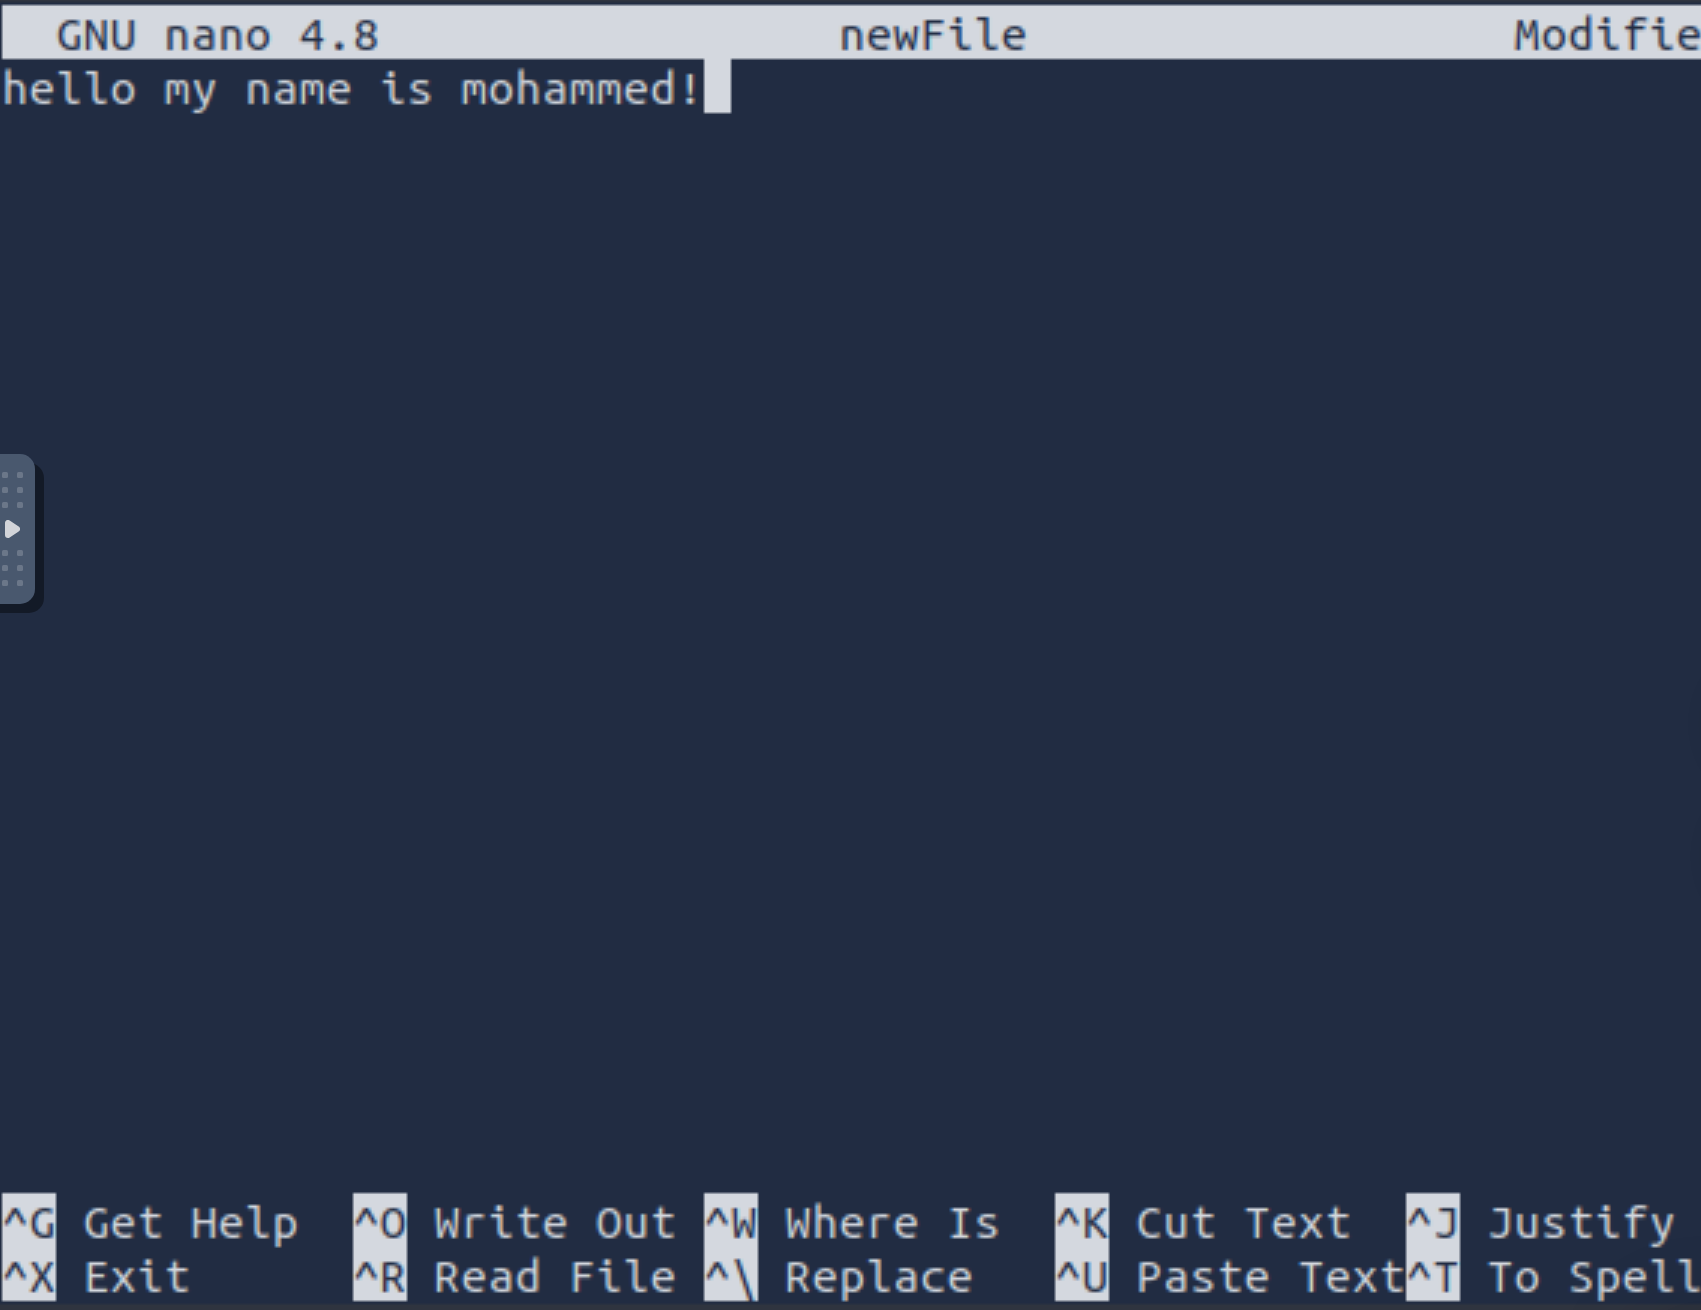 GNU nano 4.8 newFile Modifie
hello my name is mohammed!
^G Get Help ^O Write Out ^W Where Is ^K Cut Text ^J Justify
^X Exit ^R Read File ^\ Replace ^U Paste Text ^T To Spell